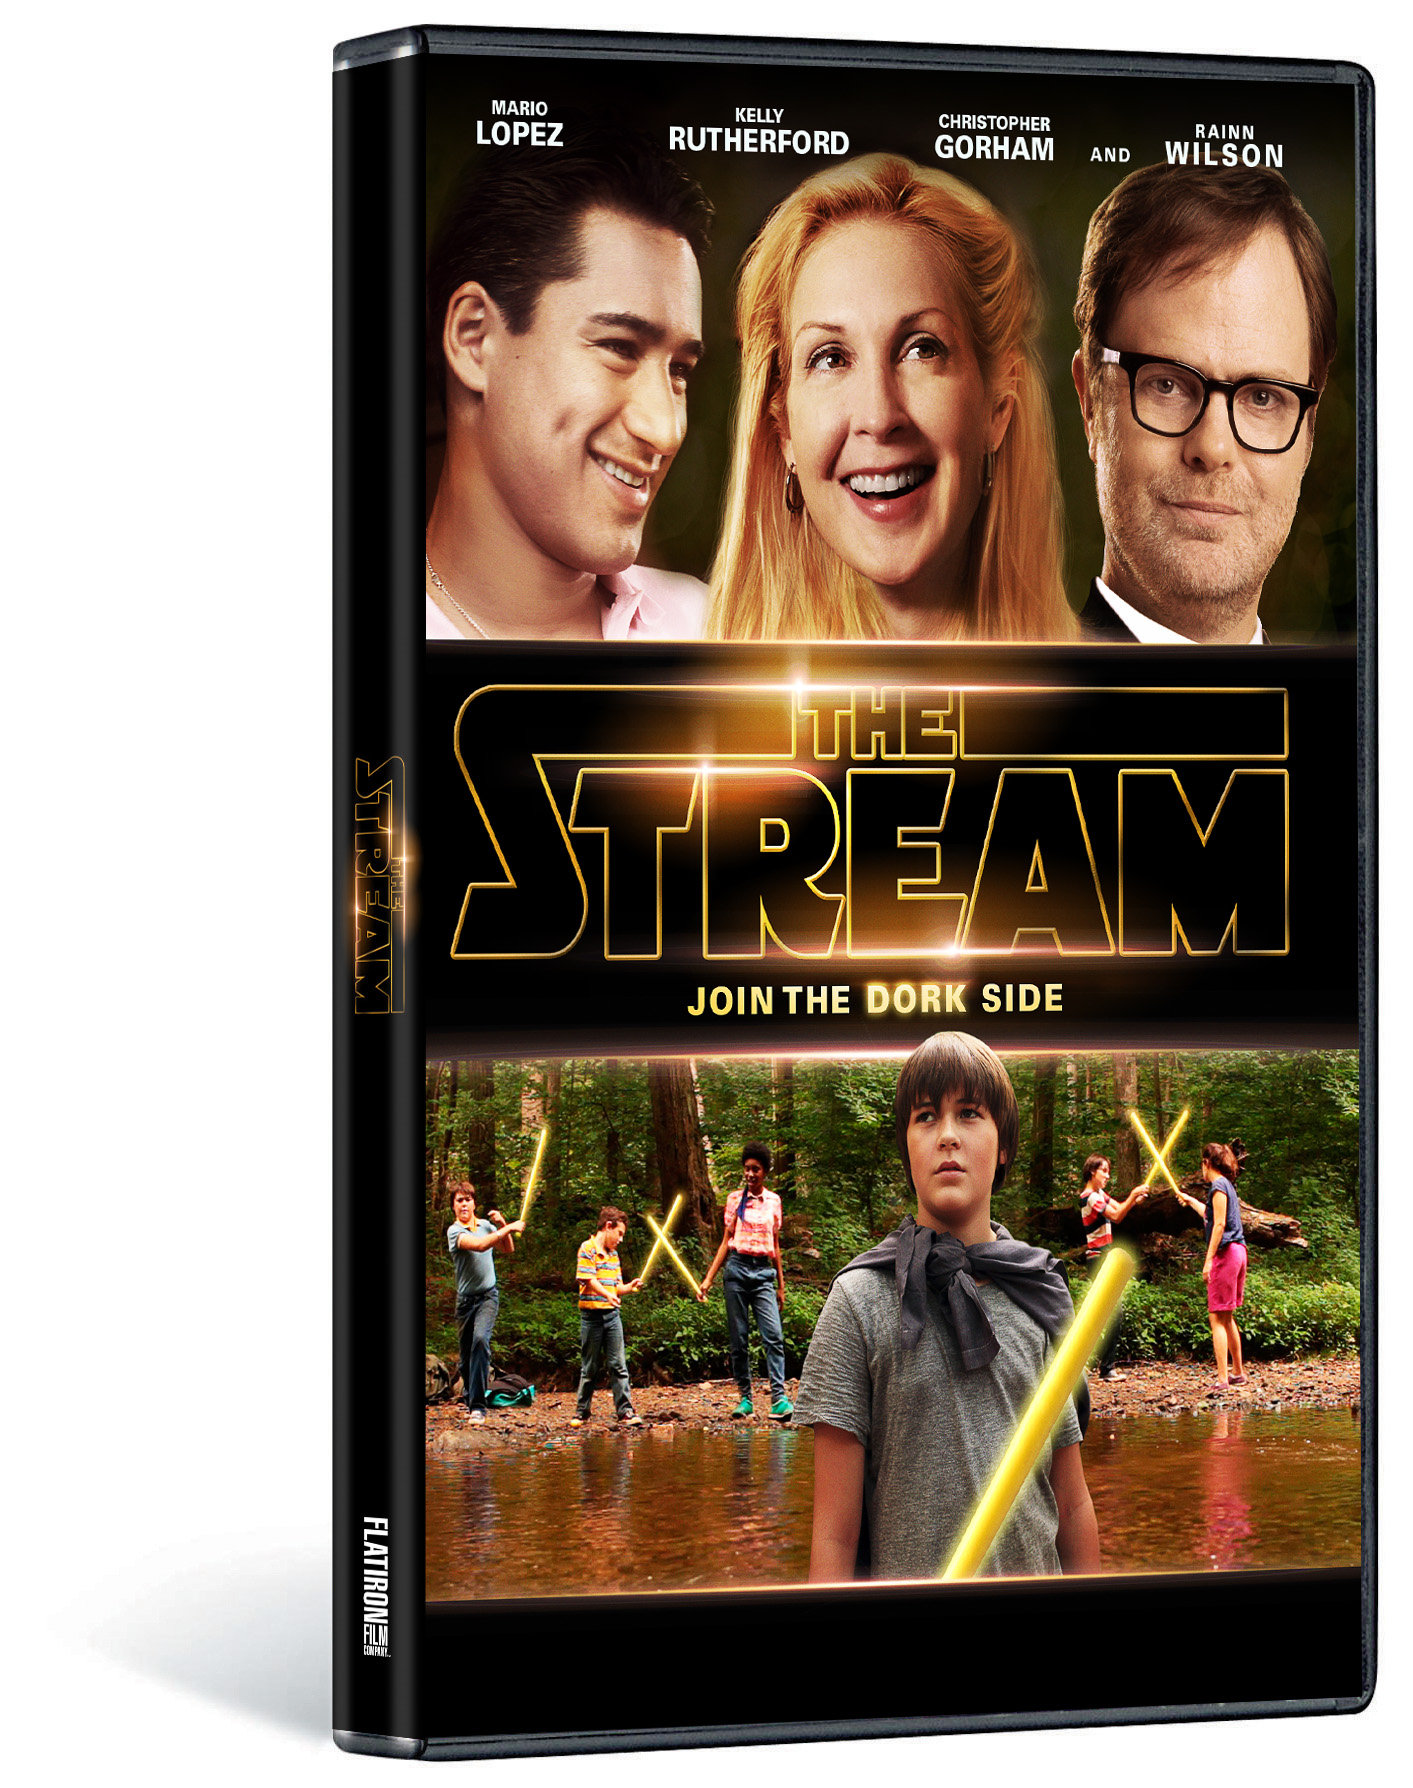 MARIO
LOPEZ
KELLY
RUTHERFORD
CHRISTOPHER
GORHAM
AND
RAINN
WILSON
THE
STREAM
JOIN THE DORK SIDE
THE
STREAM
FLATIRON
FILM
COMPANY